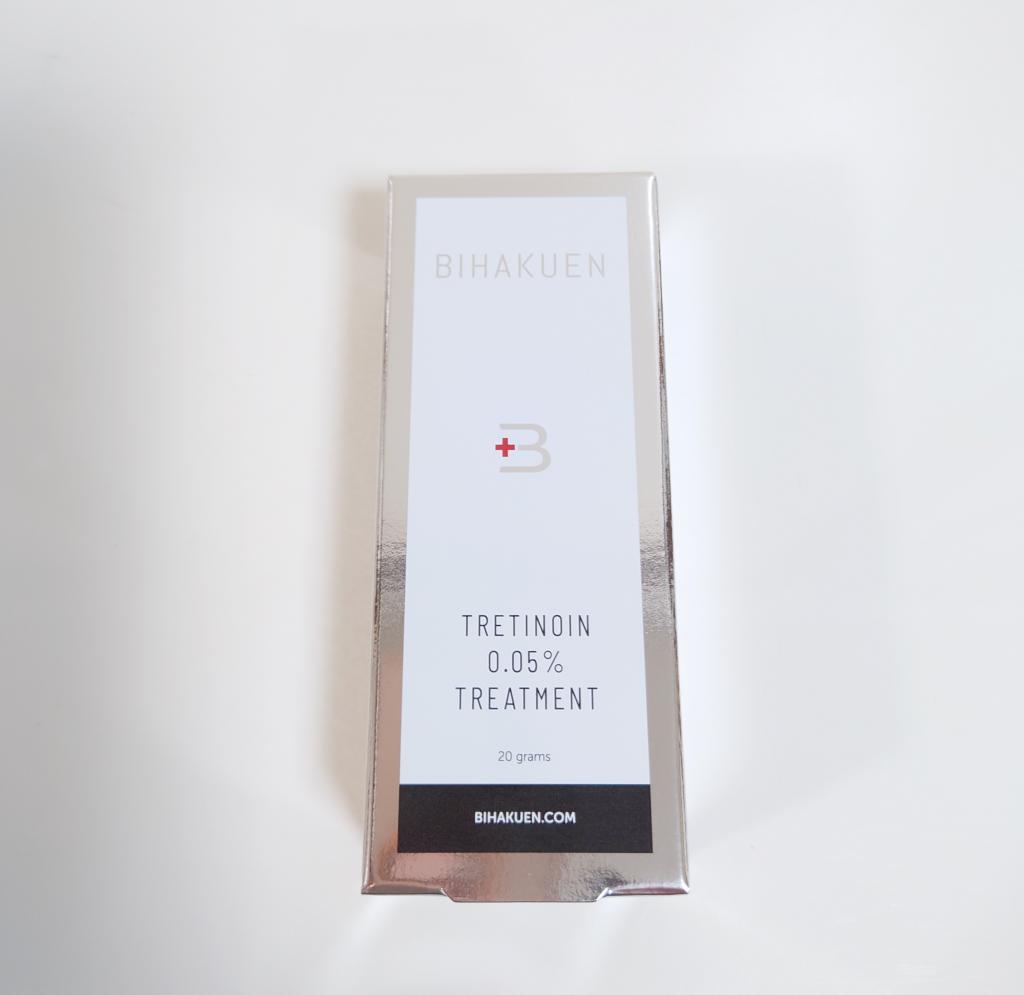 BIHAKUEN
+B
TRETINOIN
0.05%
TREATMENT
20 grams
BIHAKUEN.COM